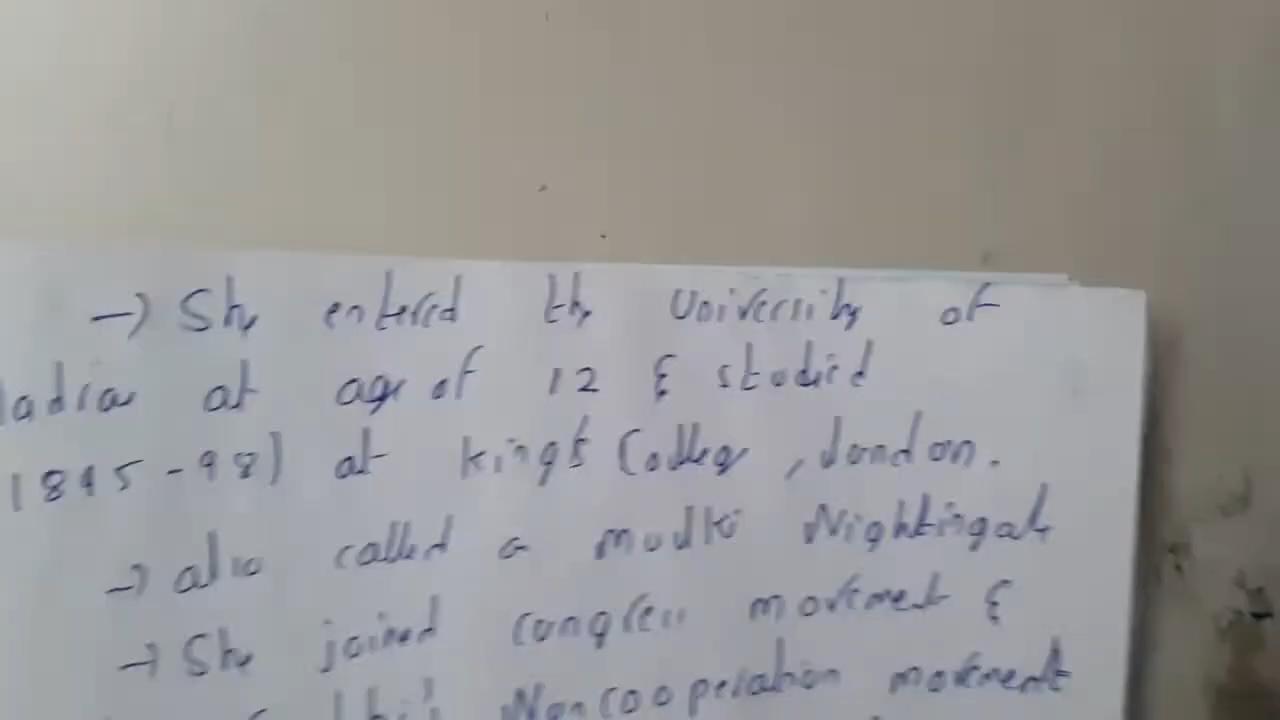 → She entered the University of
ladras at age of 12 & studied
1895-98) at king's College, London.
→ also called a Nightingale
→ She joined congress movement &
Noncooperation movement